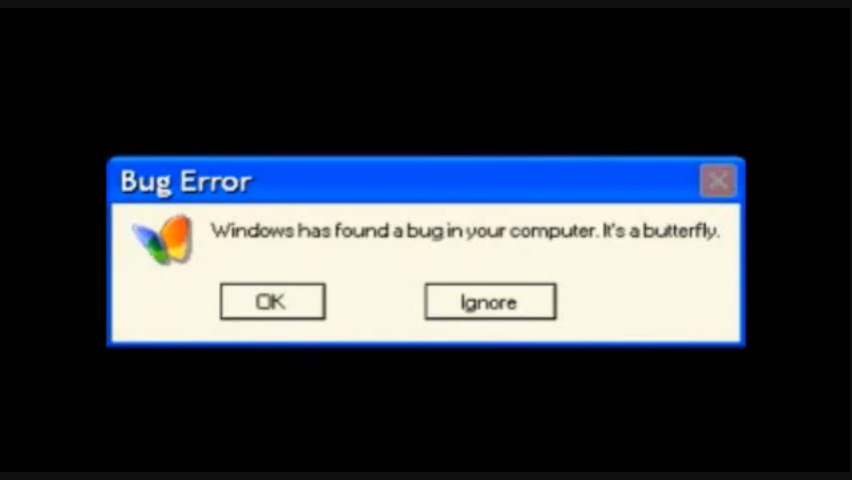 Bug Error
Windows has found a bug in your computer. It's a butterfly.
OK
Ignore